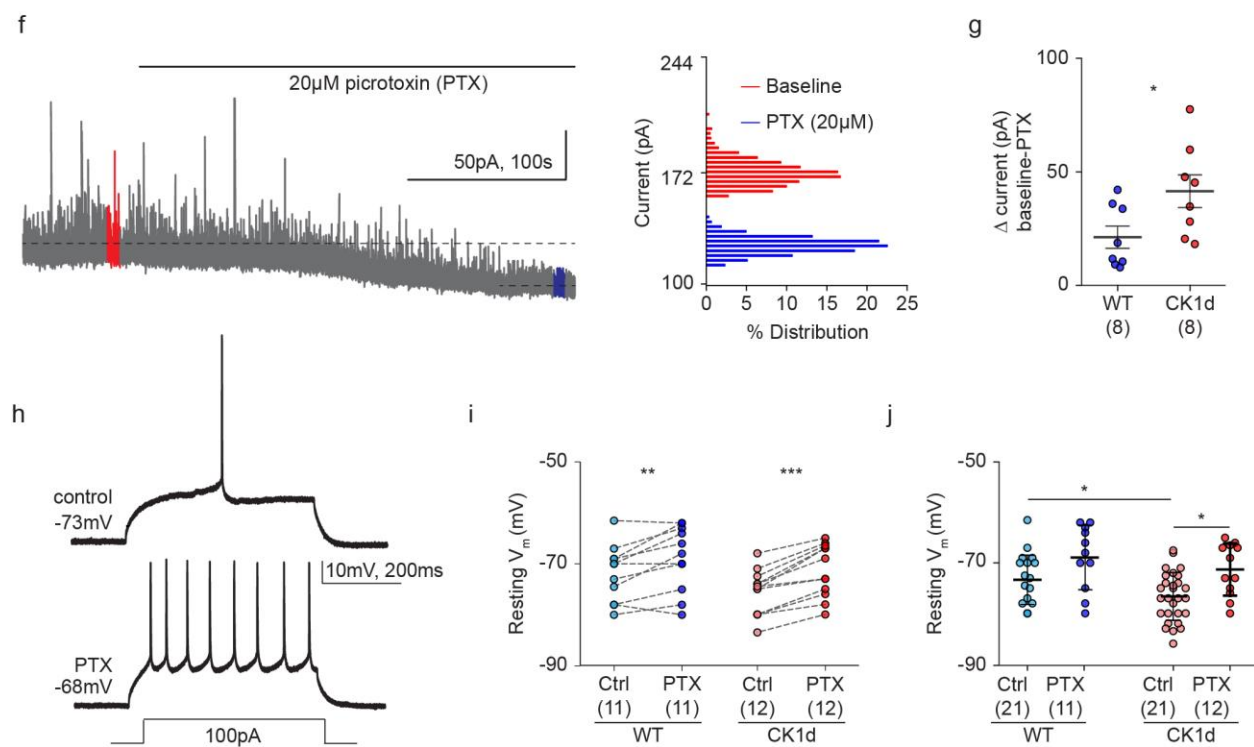 f
20µM picrotoxin (PTX)
50pA, 100s
244
172
100
Current (pA)
Baseline
PTX (20µM)
0 5 10 15 20 25
% Distribution
g
*
100
50
0
Δ current (pA)
baseline-PTX
WT CK1d
(8) (8)
h
control
-73mV
10mV, 200ms
PTX
-68mV
100pA
i
-50
-70
-90
Resting Vm (mV)
** ***
Ctrl PTX Ctrl PTX
(11) (11) (12) (12)
WT CK1d
j
-50
-70
-90
Resting Vm (mV)
*
*
Ctrl PTX Ctrl PTX
(21) (11) (21) (12)
WT CK1d